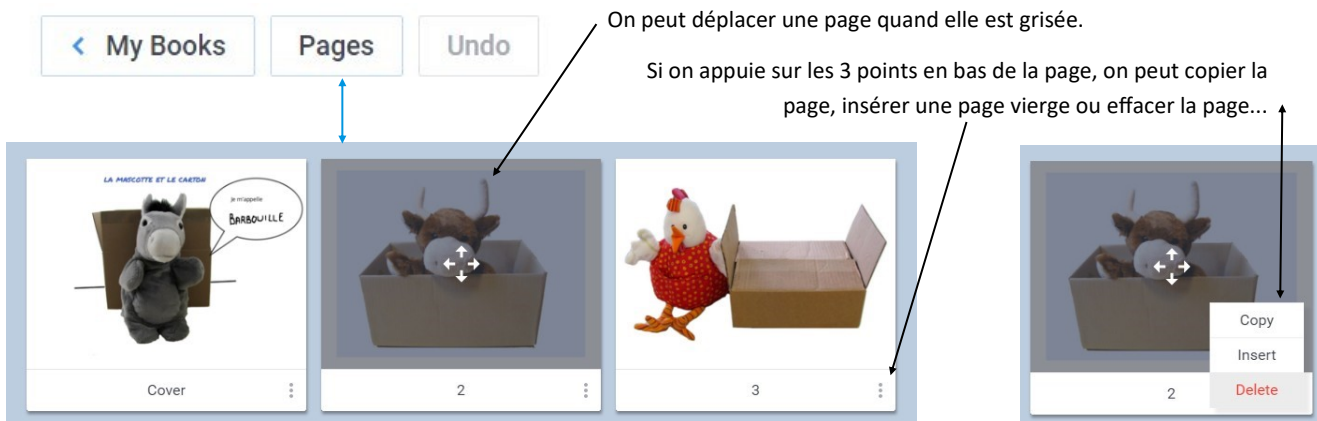 My Books
Pages
Undo
On peut déplacer une page quand elle est grisée.
Si on appuie sur les 3 points en bas de la page, on peut copier la
page, insérer une page vierge ou effacer la page...
LA MASCOTTE ET LE CARTON
je m'appelle
BARBOUILLE
Cover
2
3
Copy
Insert
Delete
2